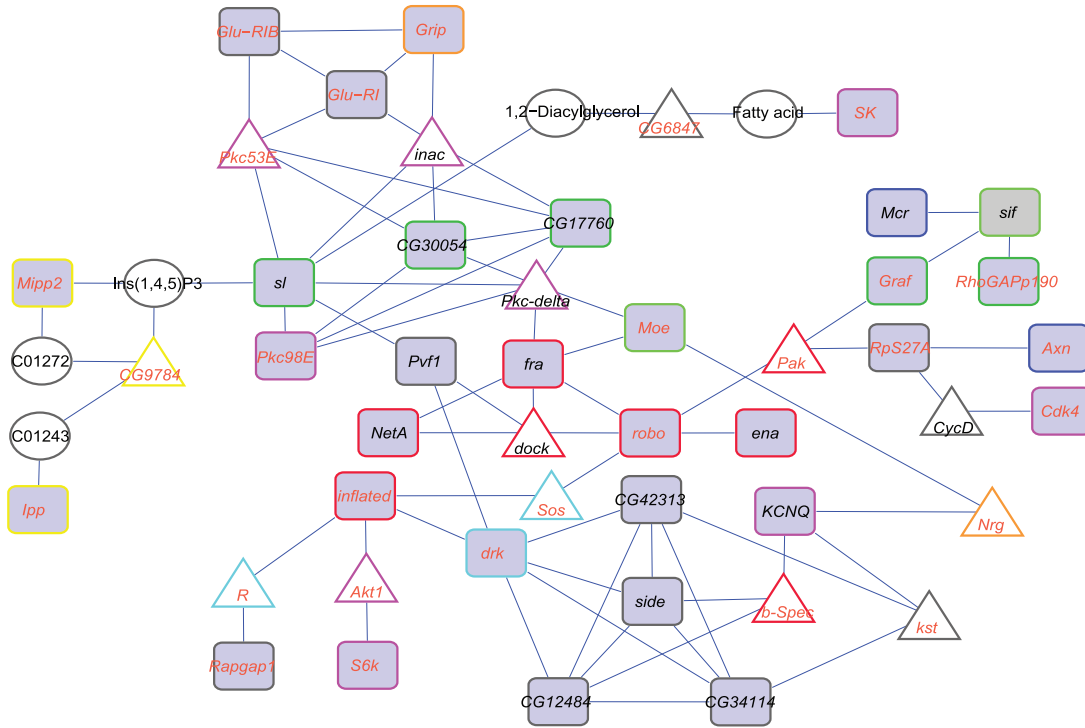 Glu−RIB
Grip
Glu−RI
1,2−Diacylglycerol
Fatty acid
SK
CG6847
Pkc53E
inac
Mcr
sif
CG17760
CG30054
Mipp2
Ins(1,4,5)P3
sl
Pkc-delta
Graf
RhoGAPp190
Moe
Pkc98E
Pvf1
fra
Pak
RpS27A
Axn
C01272
CG9784
C01243
NetA
dock
robo
ena
CycD
Cdk4
Ipp
inflated
Sos
CG42313
KCNQ
Nrg
drk
R
Akt1
side
b-Spec
kst
Rapgap1
S6k
CG12484
CG34114